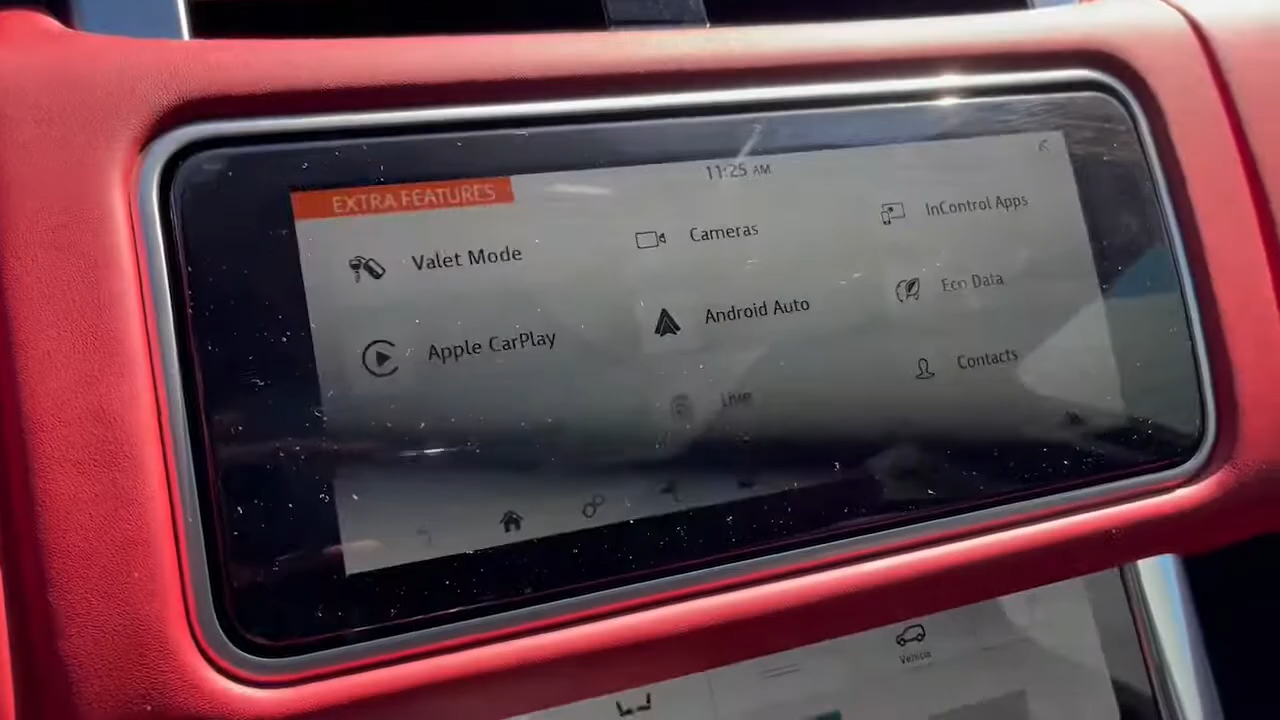 11:25 AM
EXTRA FEATURES
Valet Mode
Cameras
InControl Apps
Apple CarPlay
Android Auto
Eco Data
Live
Contacts
Vehicle